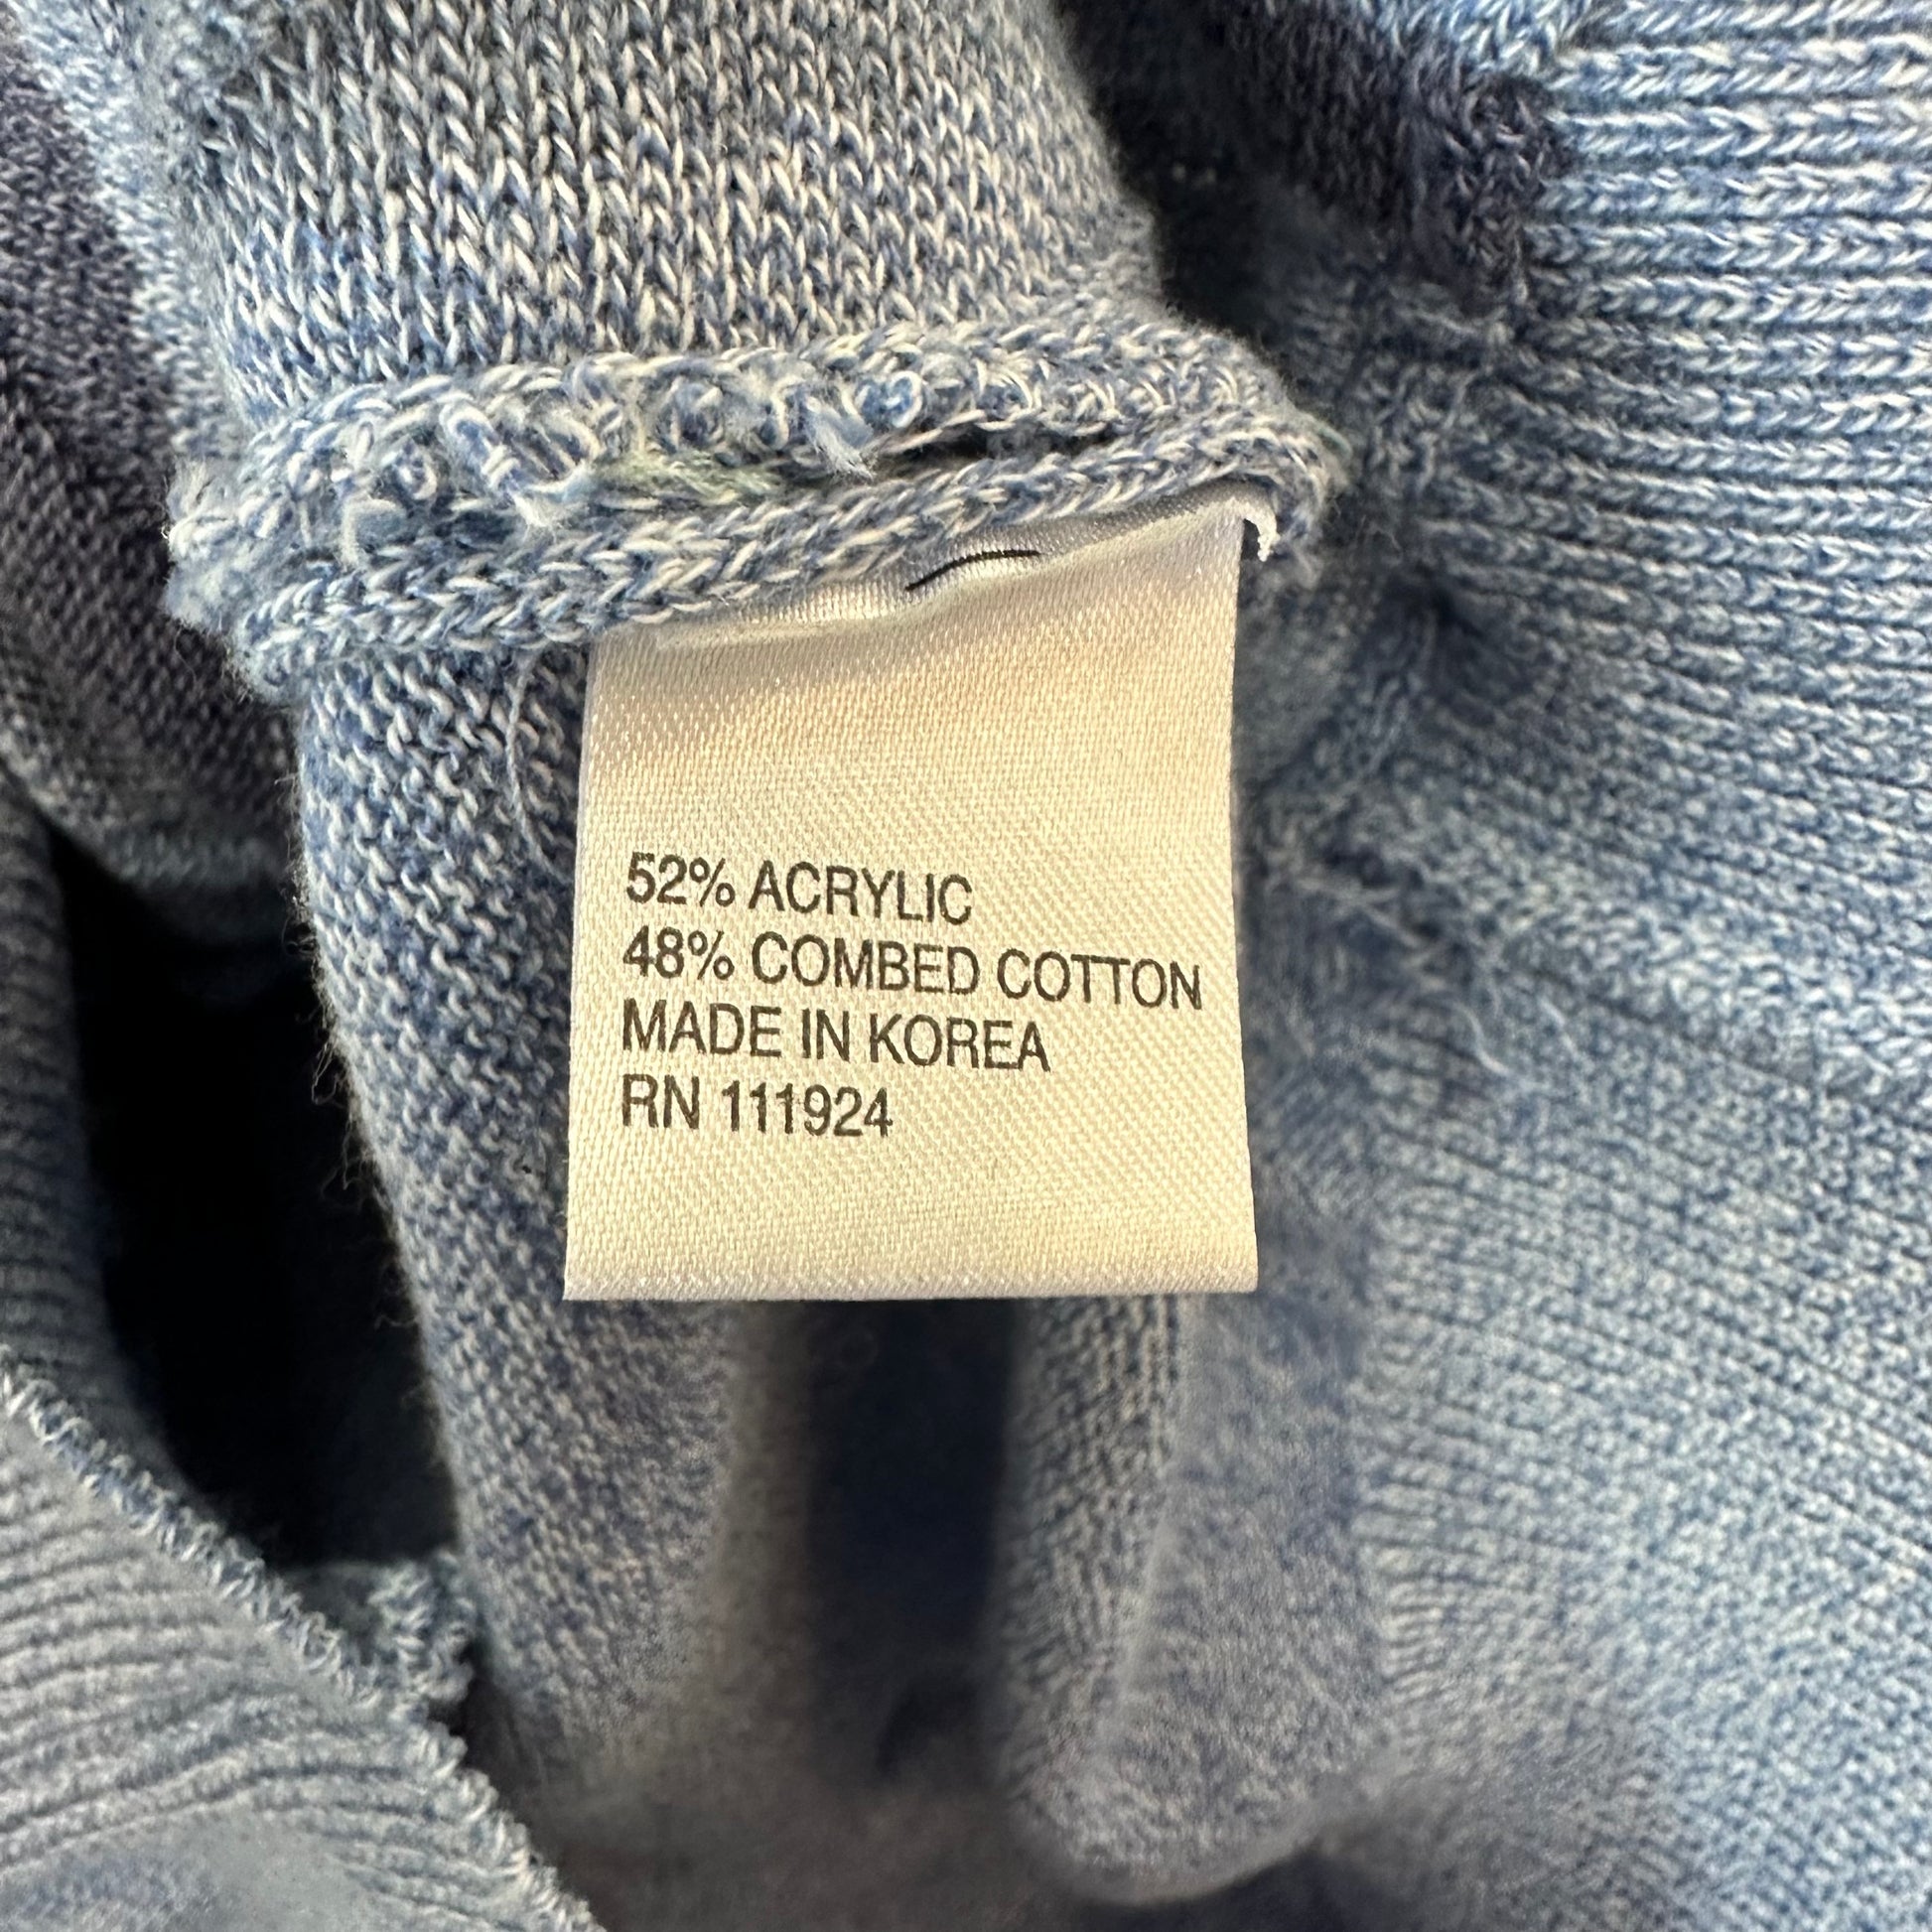 52% ACRYLIC
48% COMBED COTTON
MADE IN KOREA
RN 111924